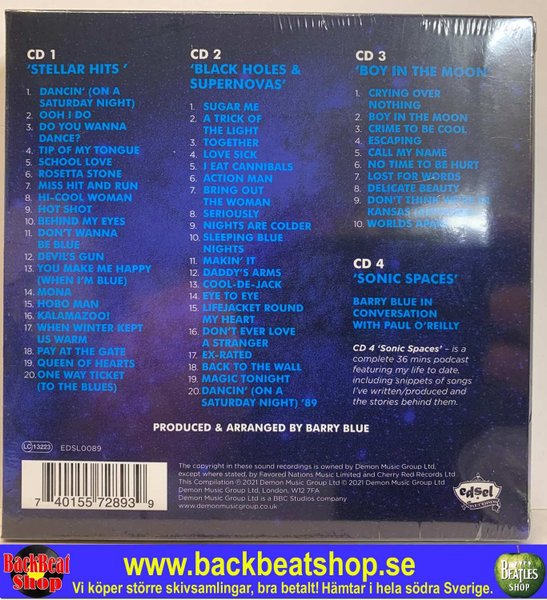 CD 1
'STELLAR HITS '
1. DANCIN' (ON A
SATURDAY NIGHT)
2. OOH I DO
3. DO YOU WANNA
DANCE?
4. TIP OF MY TONGUE
5. SCHOOL LOVE
6. ROSETTA STONE
7. MISS HIT AND RUN
8. HI-COOL WOMAN
9. HOT SHOT
10. BEHIND MY EYES
11. DON'T WANNA
BE BLUE
12. DEVIL'S GUN
13. YOU MAKE ME HAPPY
(WHEN I'M BLUE)
14. MONA
15. HOBO MAN
16. KALAMAZOO!
17. WHEN WINTER KEPT
US WARM
18. PAY AT THE GATE
19. QUEEN OF HEARTS
20. ONE WAY TICKET
(TO THE BLUES)
CD 2
'BLACK HOLES &
SUPERNOVAS'
1. SUGAR ME
2. A TRICK OF
THE LIGHT
3. TOGETHER
4. LOVE SICK
5. I EAT CANNIBALS
6. ACTION MAN
7. BRING OUT
THE WOMAN
8. SERIOUSLY
9. NIGHTS ARE COLDER
10. SLEEPING BLUE
NIGHTS
11. MAKIN' IT
12. DADDY'S ARMS
13. COOL-DE-JACK
14. EYE TO EYE
15. LIFEJACKET ROUND
MY HEART
16. DON'T EVER LOVE
A STRANGER
17. EX-RATED
18. BACK TO THE WALL
19. MAGIC TONIGHT
20. DANCIN' (ON A
SATURDAY NIGHT) '89
CD 3
'BOY IN THE MOON'
1. CRYING OVER
NOTHING
2. BOY IN THE MOON
3. CRIME TO BE COOL
4. ESCAPING
5. CALL MY NAME
6. NO TIME TO BE HURT
7. LOST FOR WORDS
8. DELICATE BEAUTY
9. DON'T THINK WE'RE IN
KANSAS
10. WORLDS APART
CD 4
'SONIC SPACES'
BARRY BLUE IN
CONVERSATION
WITH PAUL O'REILLY
CD 4 'Sonic Spaces' – is a
complete 36 mins podcast
featuring my life to date,
including snippets of songs
I've written/produced and
the stories behind them.
PRODUCED & ARRANGED BY BARRY BLUE
LC13223 EDSL0089
7 40155 72893 9
The copyright in these sound recordings is owned by Demon Music Group Ltd,
except where stated, by Favored Nations Music Limited and Cherry Red Records Ltd
This Compilation ℗ 2021 Demon Music Group Ltd © 2021 Demon Music Group Ltd.
Demon Music Group Ltd, London, W12 7FA
Demon Music Group Ltd is a BBC Studios company
www.demonmusicgroup.co.uk
edsel
BackBeat
Shop
www.backbeatshop.se
Vi köper större skivsamlingar, bra betalt! Hämtar i hela södra Sverige.
THE
BEATLES
SHOP